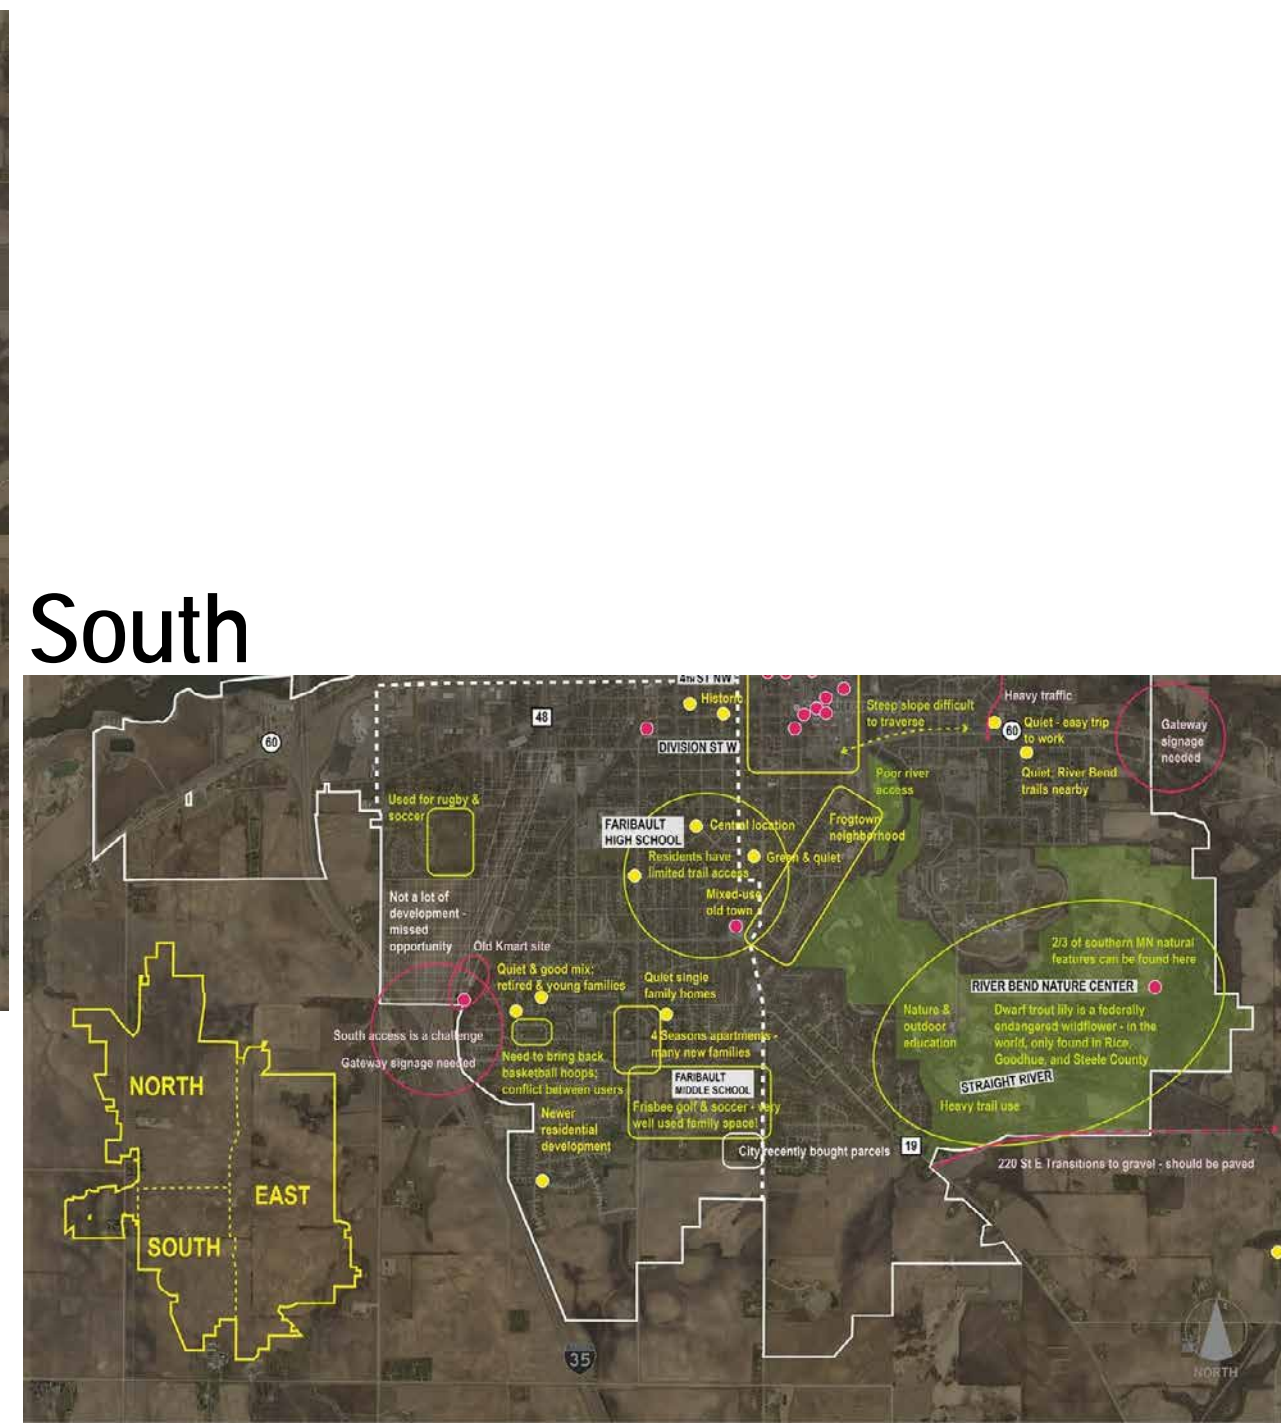 South
4TH ST NW
Historic
48
60
DIVISION ST W
Heavy traffic
Steep slope difficult
to traverse
60
Quiet - easy trip
to work
Gateway
signage
needed
Quiet, River Bend
trails nearby
Poor river
access
Used for rugby &
soccer
FARIBAULT
HIGH SCHOOL
Central location
Frogtown
neighborhood
Residents have
limited trail access
Green & quiet
Mixed-use
old town
Not a lot of
development -
missed
opportunity
Old Kmart site
Quiet & good mix:
retired & young families
Quiet single
family homes
2/3 of southern MN natural
features can be found here
RIVER BEND NATURE CENTER
Nature &
outdoor
education
Dwarf trout lily is a federally
endangered wildflower - in the
world, only found in Rice,
Goodhue, and Steele County
South access is a challenge
Gateway signage needed
4 Seasons apartments -
many new families
Need to bring back
basketball hoops;
conflict between users
FARIBAULT
MIDDLE SCHOOL
Frisbee golf & soccer - very
well used family space!
STRAIGHT RIVER
Heavy trail use
Newer
residential
development
City recently bought parcels
19
220 St E Transitions to gravel - should be paved
NORTH
EAST
SOUTH
35
NORTH